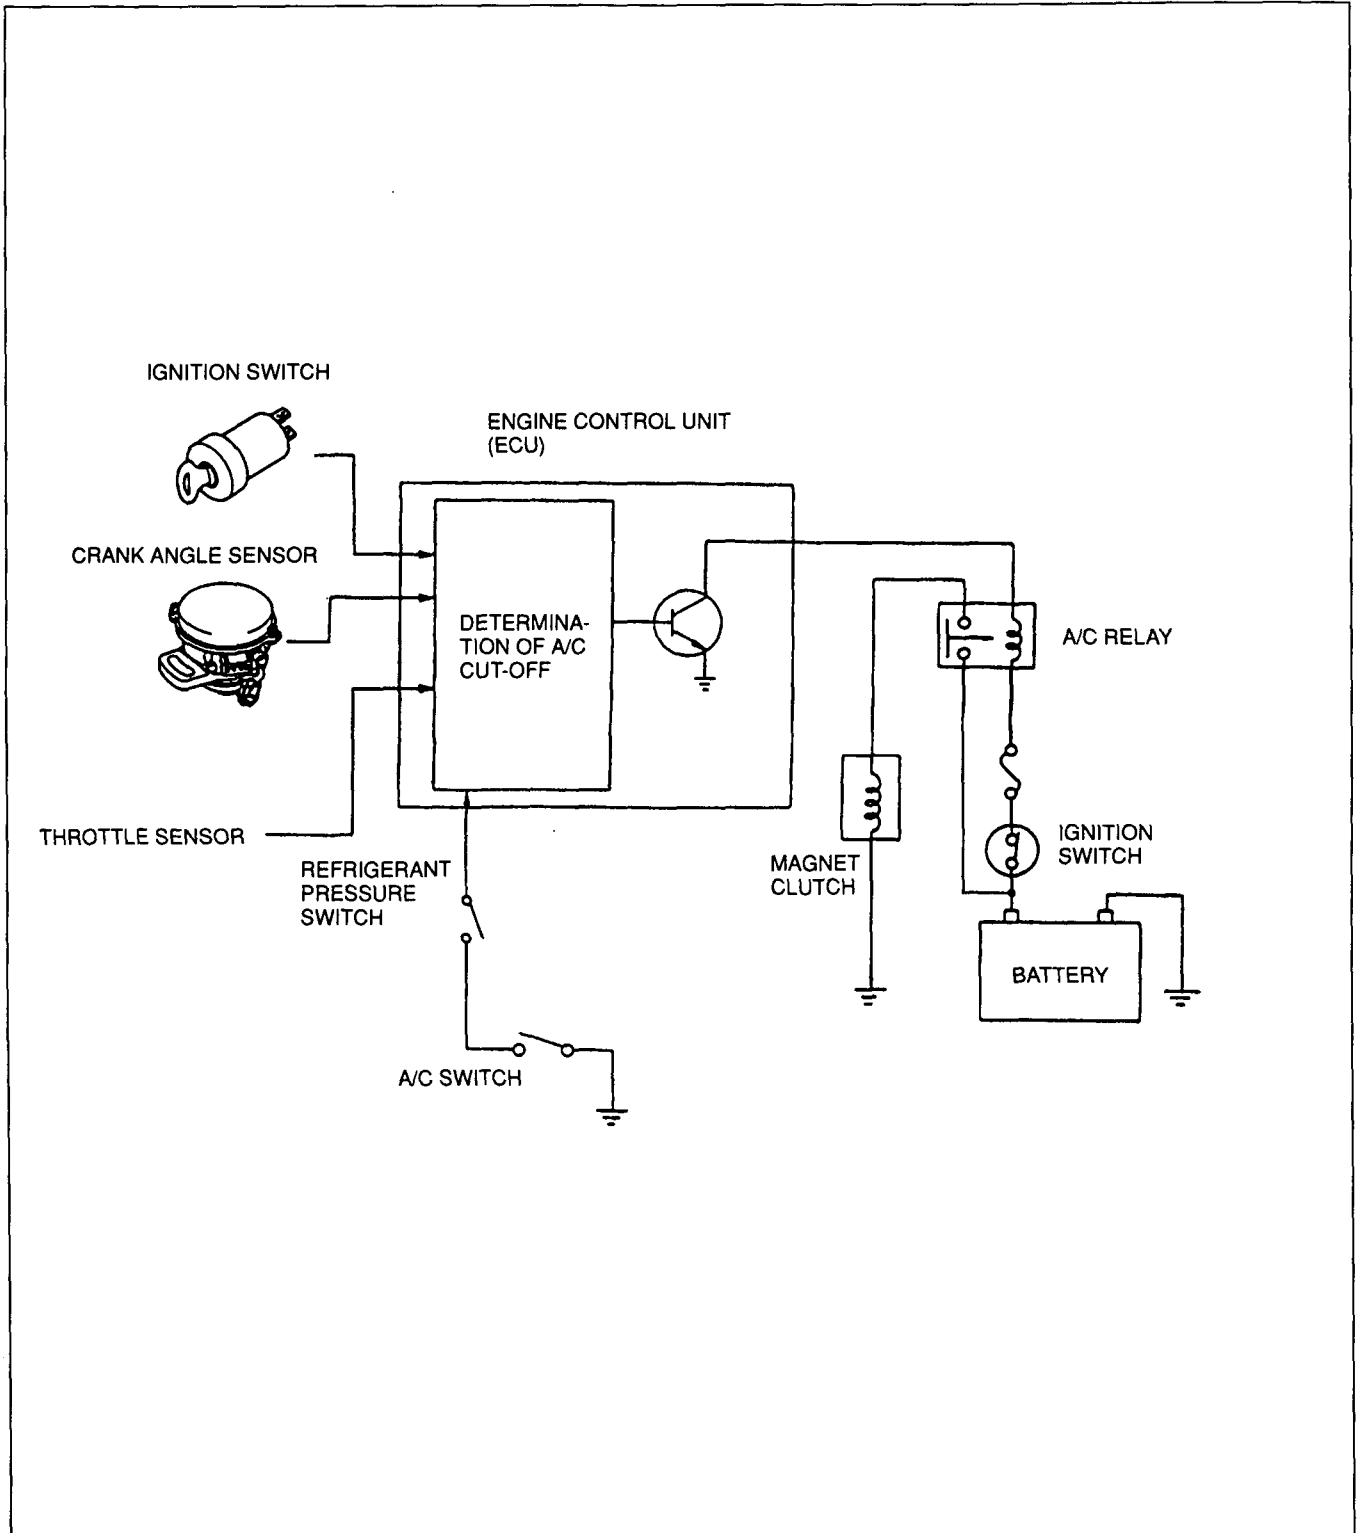 IGNITION SWITCH
ENGINE CONTROL UNIT
(ECU)
CRANK ANGLE SENSOR
DETERMINA-
TION OF A/C
CUT-OFF
A/C RELAY
THROTTLE SENSOR
REFRIGERANT
PRESSURE
SWITCH
MAGNET
CLUTCH
IGNITION
SWITCH
BATTERY
A/C SWITCH